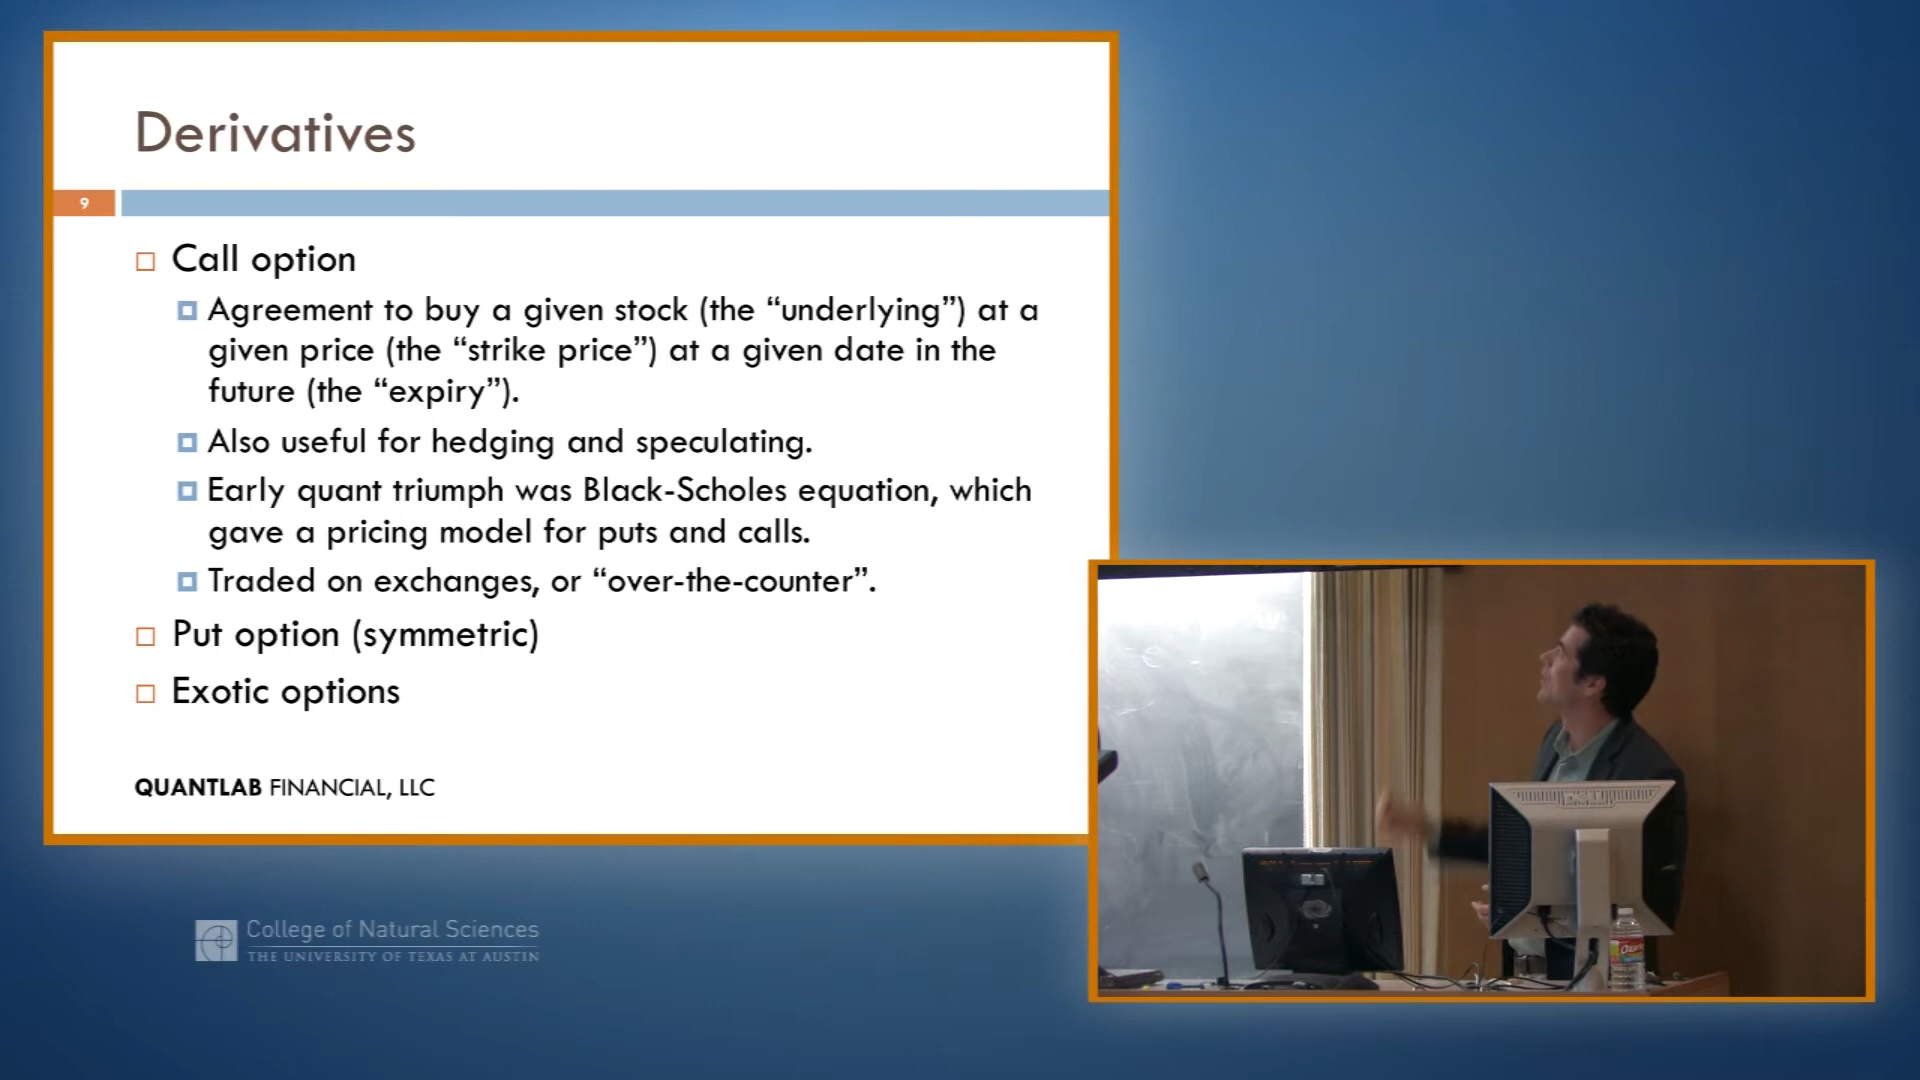 Derivatives
9
Call option
Agreement to buy a given stock (the “underlying”) at a
given price (the “strike price”) at a given date in the
future (the “expiry”).
Also useful for hedging and speculating.
Early quant triumph was Black-Scholes equation, which
gave a pricing model for puts and calls.
Traded on exchanges, or “over-the-counter”.
Put option (symmetric)
Exotic options
QUANTLAB FINANCIAL, LLC
College of Natural Sciences
THE UNIVERSITY OF TEXAS AT AUSTIN